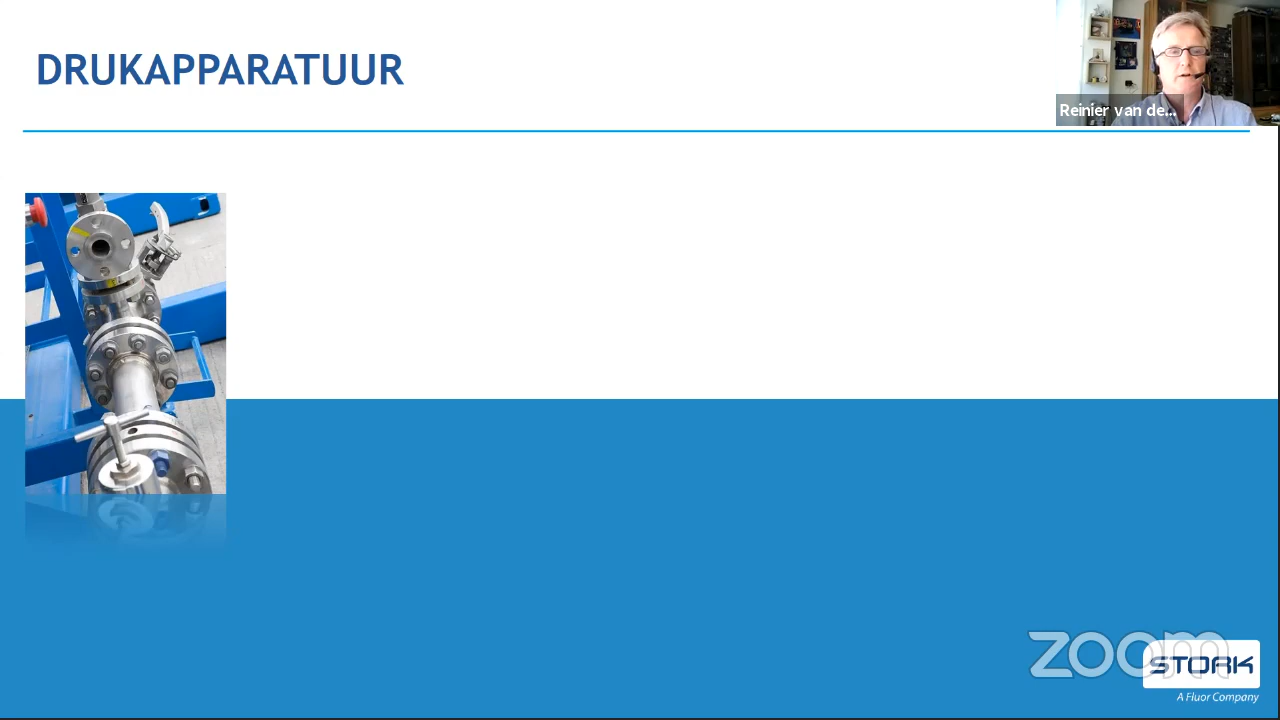 DRUKAPPARATUUR
Reinier van de...
zoom
STORK
A Fluor Company